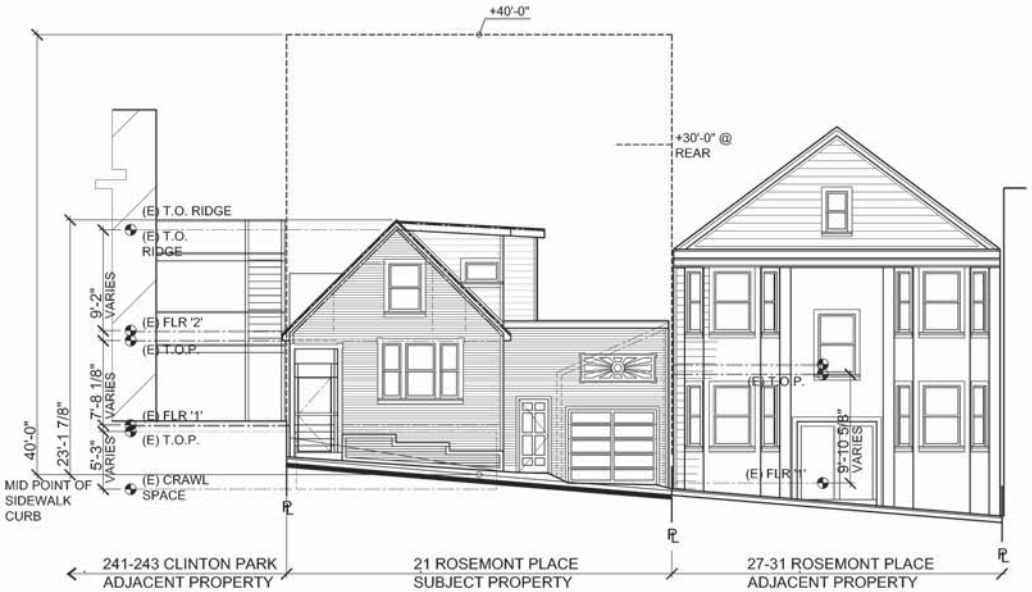 +40'-0"
+30'-0" @
REAR
(E) T.O. RIDGE
(E) T.O.
RIDGE
9'-2"
VARIES
(E) FLR '2'
(E) T.O.P.
7'-8 1/8"
VARIES
(E) FLR '1'
(E) T.O.P.
5'-3"
VARIES
23'-1 7/8"
40'-0"
(E) CRAWL
SPACE
MID POINT OF
SIDEWALK
CURB
(E) T.O.P.
9'-10 5/8"
VARIES
(E) FLR '1'
PL
PL
PL
241-243 CLINTON PARK
ADJACENT PROPERTY
21 ROSEMONT PLACE
SUBJECT PROPERTY
27-31 ROSEMONT PLACE
ADJACENT PROPERTY